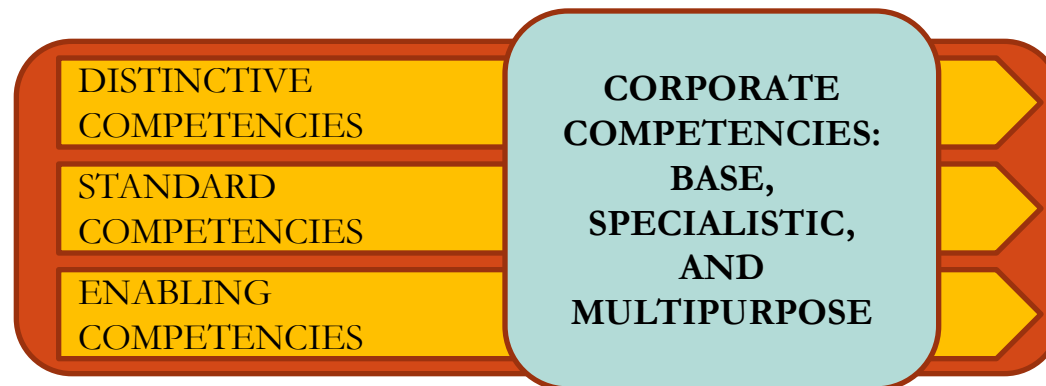 DISTINCTIVE
COMPETENCIES
STANDARD
COMPETENCIES
ENABLING
COMPETENCIES
CORPORATE
COMPETENCIES:
BASE,
SPECIALISTIC,
AND
MULTIPURPOSE